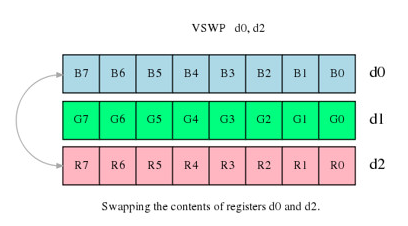 VSWP d0, d2
B7 B6 B5 B4 B3 B2 B1 B0 d0
G7 G6 G5 G4 G3 G2 G1 G0 d1
R7 R6 R5 R4 R3 R2 R1 R0 d2
Swapping the contents of registers d0 and d2.